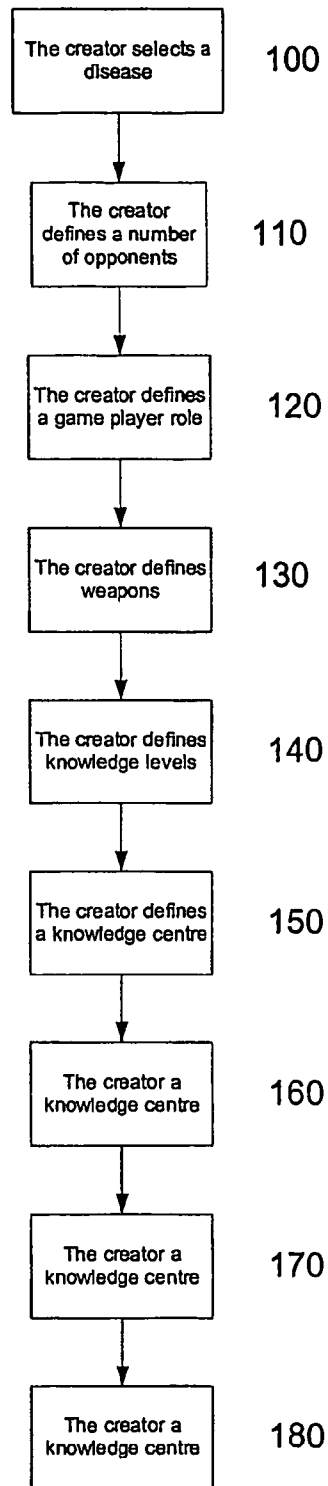 The creator selects a
disease
100
The creator
defines a number
of opponents
110
The creator defines
a game player role
120
The creator defines
weapons
130
The creator defines
knowledge levels
140
The creator defines
a knowledge centre
150
The creator a
knowledge centre
160
The creator a
knowledge centre
170
The creator a
knowledge centre
180